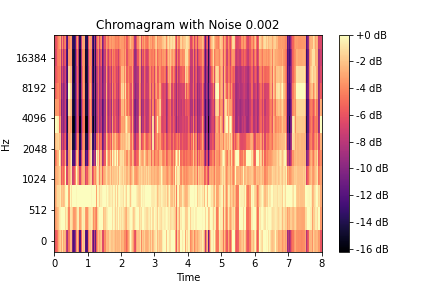 Chromagram with Noise 0.002
Hz
16384
8192
4096
2048
1024
512
0
0 1 2 3 4 5 6 7 8
Time
+0 dB
-2 dB
-4 dB
-6 dB
-8 dB
-10 dB
-12 dB
-14 dB
-16 dB